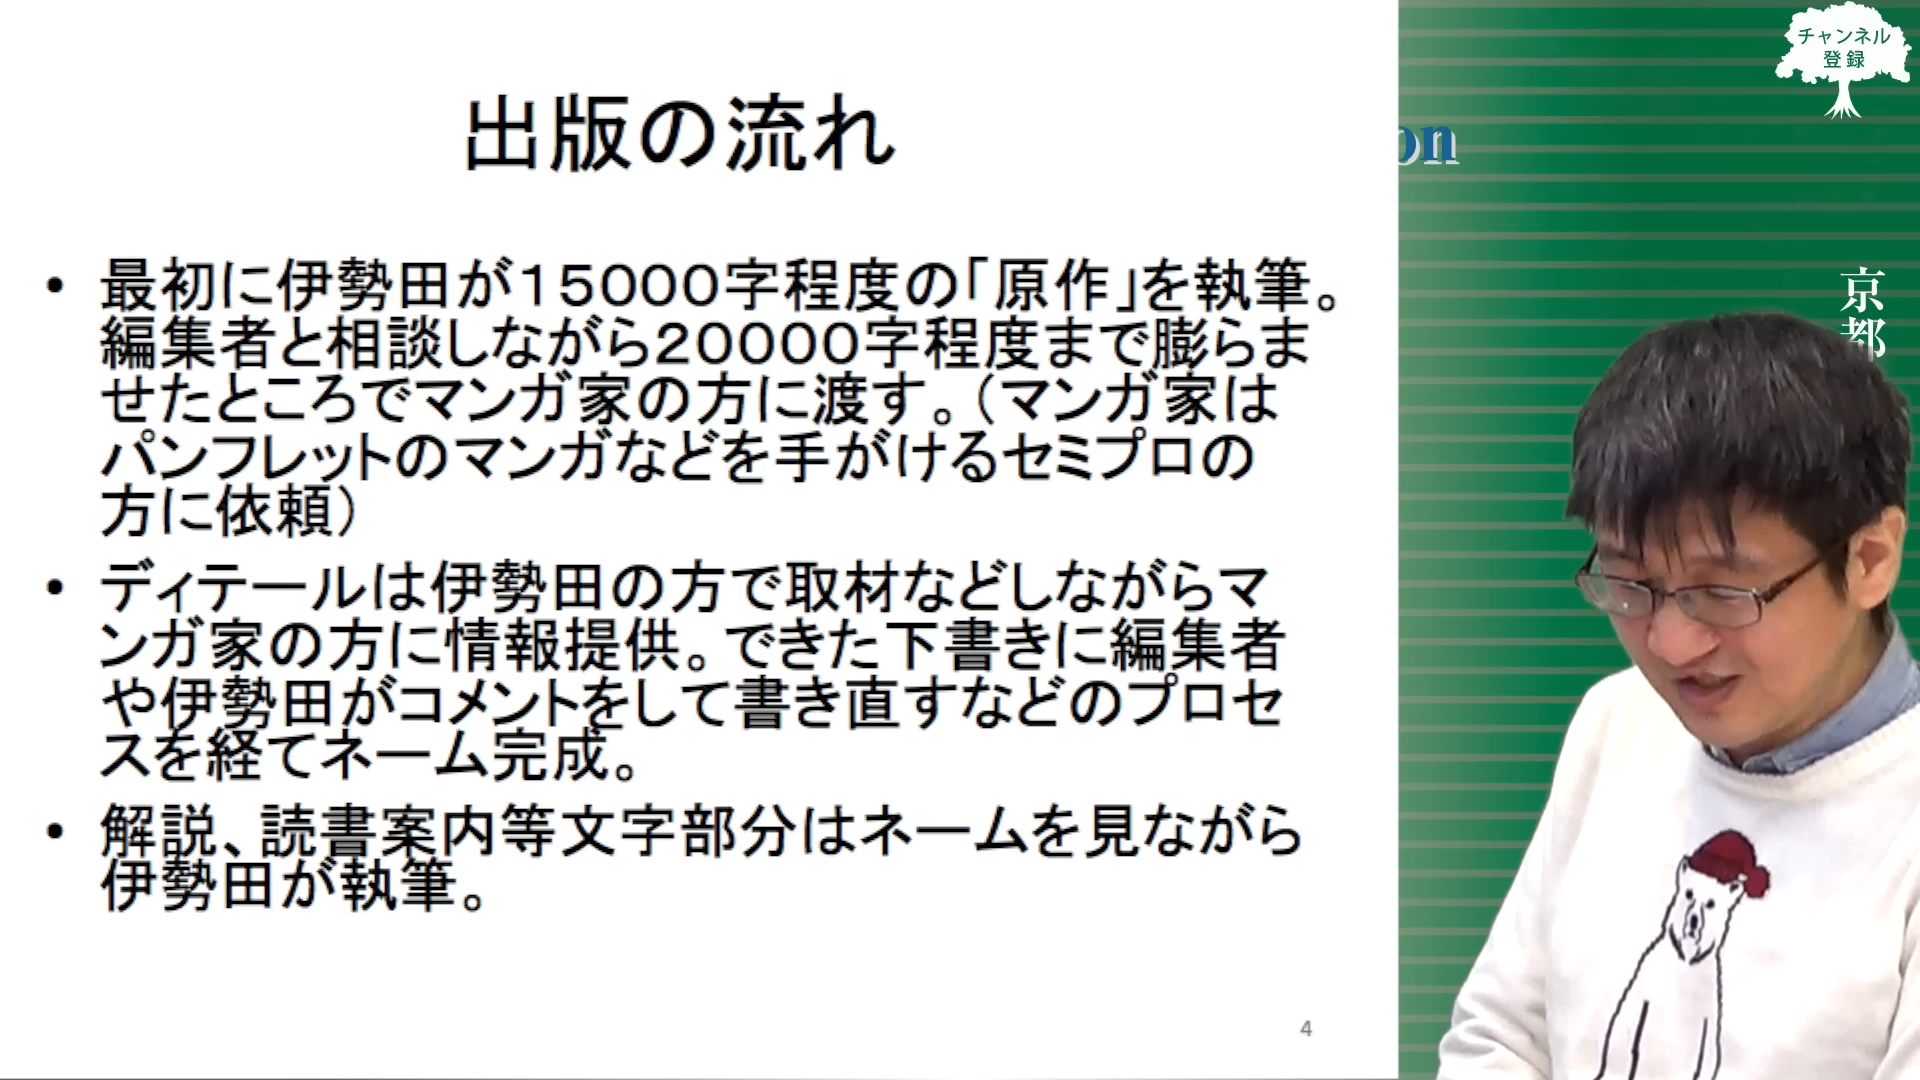 出版の流れ
• 最初に伊勢田が15000字程度の「原作」を執筆。
編集者と相談しながら20000字程度まで膨らま
せたところでマンガ家の方に渡す。(マンガ家は
パンフレットのマンガなどを手がけるセミプロの
方に依頼)
• ディテールは伊勢田の方で取材などしながらマ
ンガ家の方に情報提供。できた下書きに編集者
や伊勢田がコメントをして書き直すなどのプロセ
スを経てネーム完成。
• 解説、読書案内等文字部分はネームを見ながら
伊勢田が執筆。
4
チャンネル
登録
on
京都